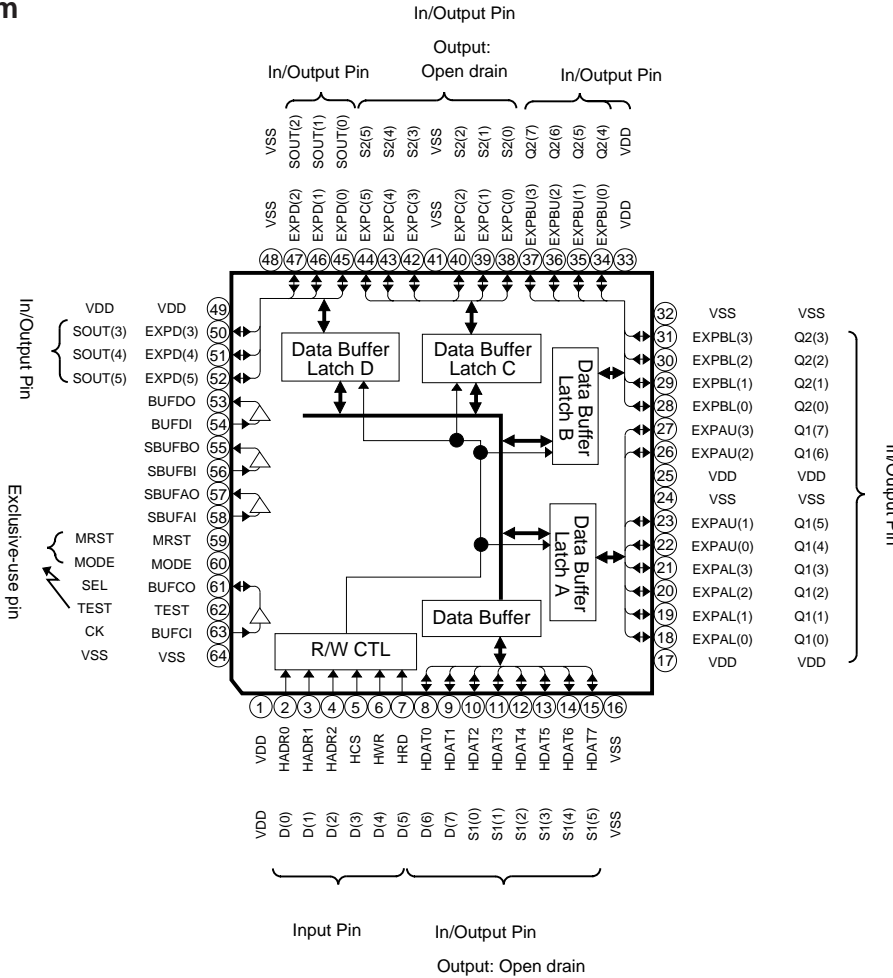 m
In/Output Pin
Output:
Open drain
In/Output Pin
In/Output Pin
VSS
SOUT(2)
SOUT(1)
SOUT(0)
S2(5)
S2(4)
S2(3)
VSS
S2(2)
S2(1)
S2(0)
Q2(7)
Q2(6)
Q2(5)
Q2(4)
VDD
VSS
EXPD(2)
EXPD(1)
EXPD(0)
EXPC(5)
EXPC(4)
EXPC(3)
VSS
EXPC(2)
EXPC(1)
EXPC(0)
EXPBU(3)
EXPBU(2)
EXPBU(1)
EXPBU(0)
VDD
48 47 46 45 44 43 42 41 40 39 38 37 36 35 34 33
In/Output Pin
VDD VDD 49
SOUT(3) EXPD(3) 50
SOUT(4) EXPD(4) 51
SOUT(5) EXPD(5) 52
BUFDO 53
BUFDI 54
SBUFBO 55
SBUFBI 56
SBUFAO 57
SBUFAI 58
MRST MRST 59
MODE MODE 60
SEL BUFCO 61
TEST TEST 62
CK BUFCI 63
VSS VSS 64
Exclusive-use pin
Data Buffer
Latch D
Data Buffer
Latch C
Data Buffer
Latch B
Data Buffer
Latch A
Data Buffer
R/W CTL
32 VSS VSS
31 EXPBL(3) Q2(3)
30 EXPBL(2) Q2(2)
29 EXPBL(1) Q2(1)
28 EXPBL(0) Q2(0)
27 EXPAU(3) Q1(7)
26 EXPAU(2) Q1(6)
25 VDD VDD
24 VSS VSS
23 EXPAU(1) Q1(5)
22 EXPAU(0) Q1(4)
21 EXPAL(3) Q1(3)
20 EXPAL(2) Q1(2)
19 EXPAL(1) Q1(1)
18 EXPAL(0) Q1(0)
17 VDD VDD
In/Output Pin
1 2 3 4 5 6 7 8 9 10 11 12 13 14 15 16
VDD
HADR0
HADR1
HADR2
HCS
HWR
HRD
HDAT0
HDAT1
HDAT2
HDAT3
HDAT4
HDAT5
HDAT6
HDAT7
VSS
VDD
D(0)
D(1)
D(2)
D(3)
D(4)
D(5)
D(6)
D(7)
S1(0)
S1(1)
S1(2)
S1(3)
S1(4)
S1(5)
VSS
Input Pin
In/Output Pin
Output: Open drain